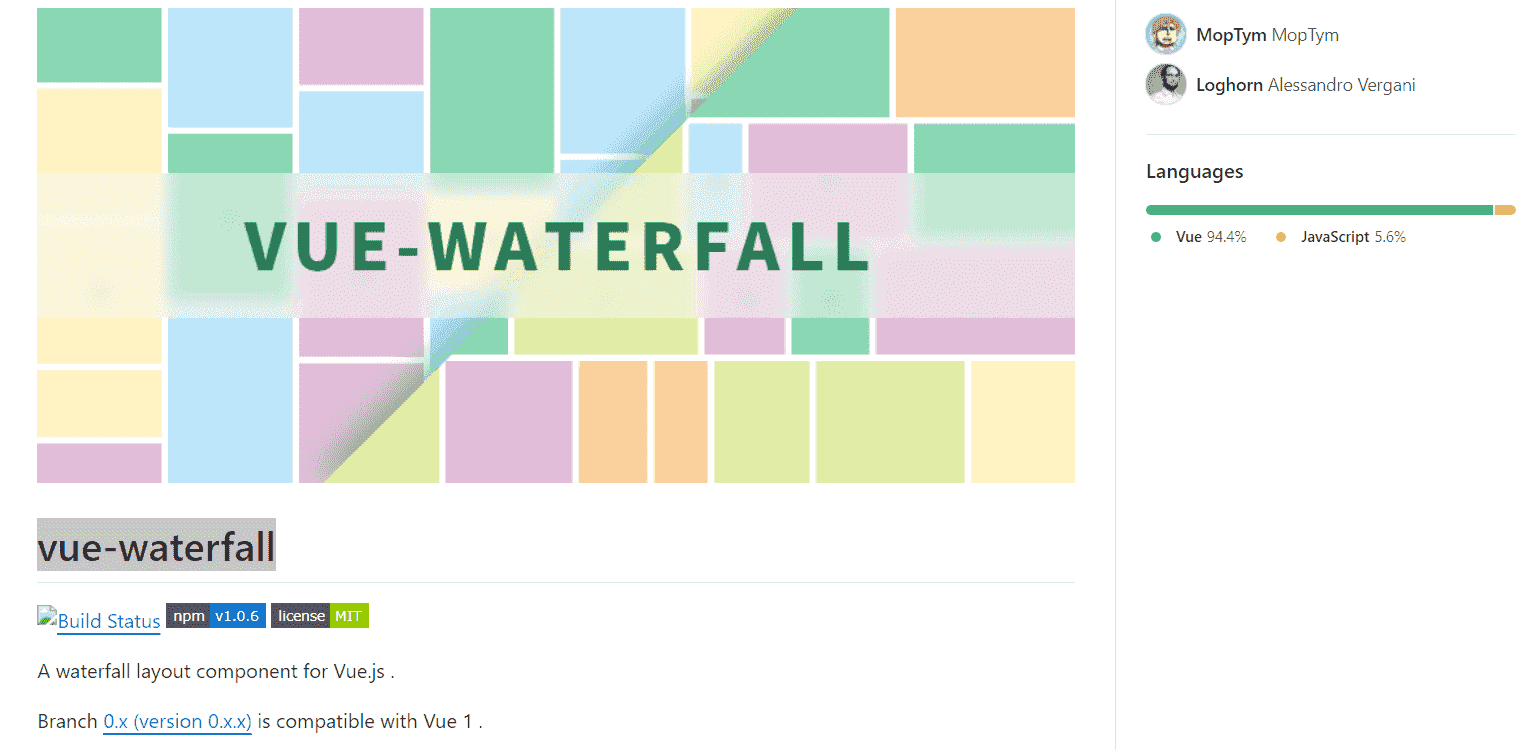 VUE-WATERFALL
vue-waterfall
Build Status npm v1.0.6 license MIT
A waterfall layout component for Vue.js .
Branch 0.x (version 0.x.x) is compatible with Vue 1 .
MopTym MopTym
Loghorn Alessandro Vergani
Languages
Vue 94.4% JavaScript 5.6%